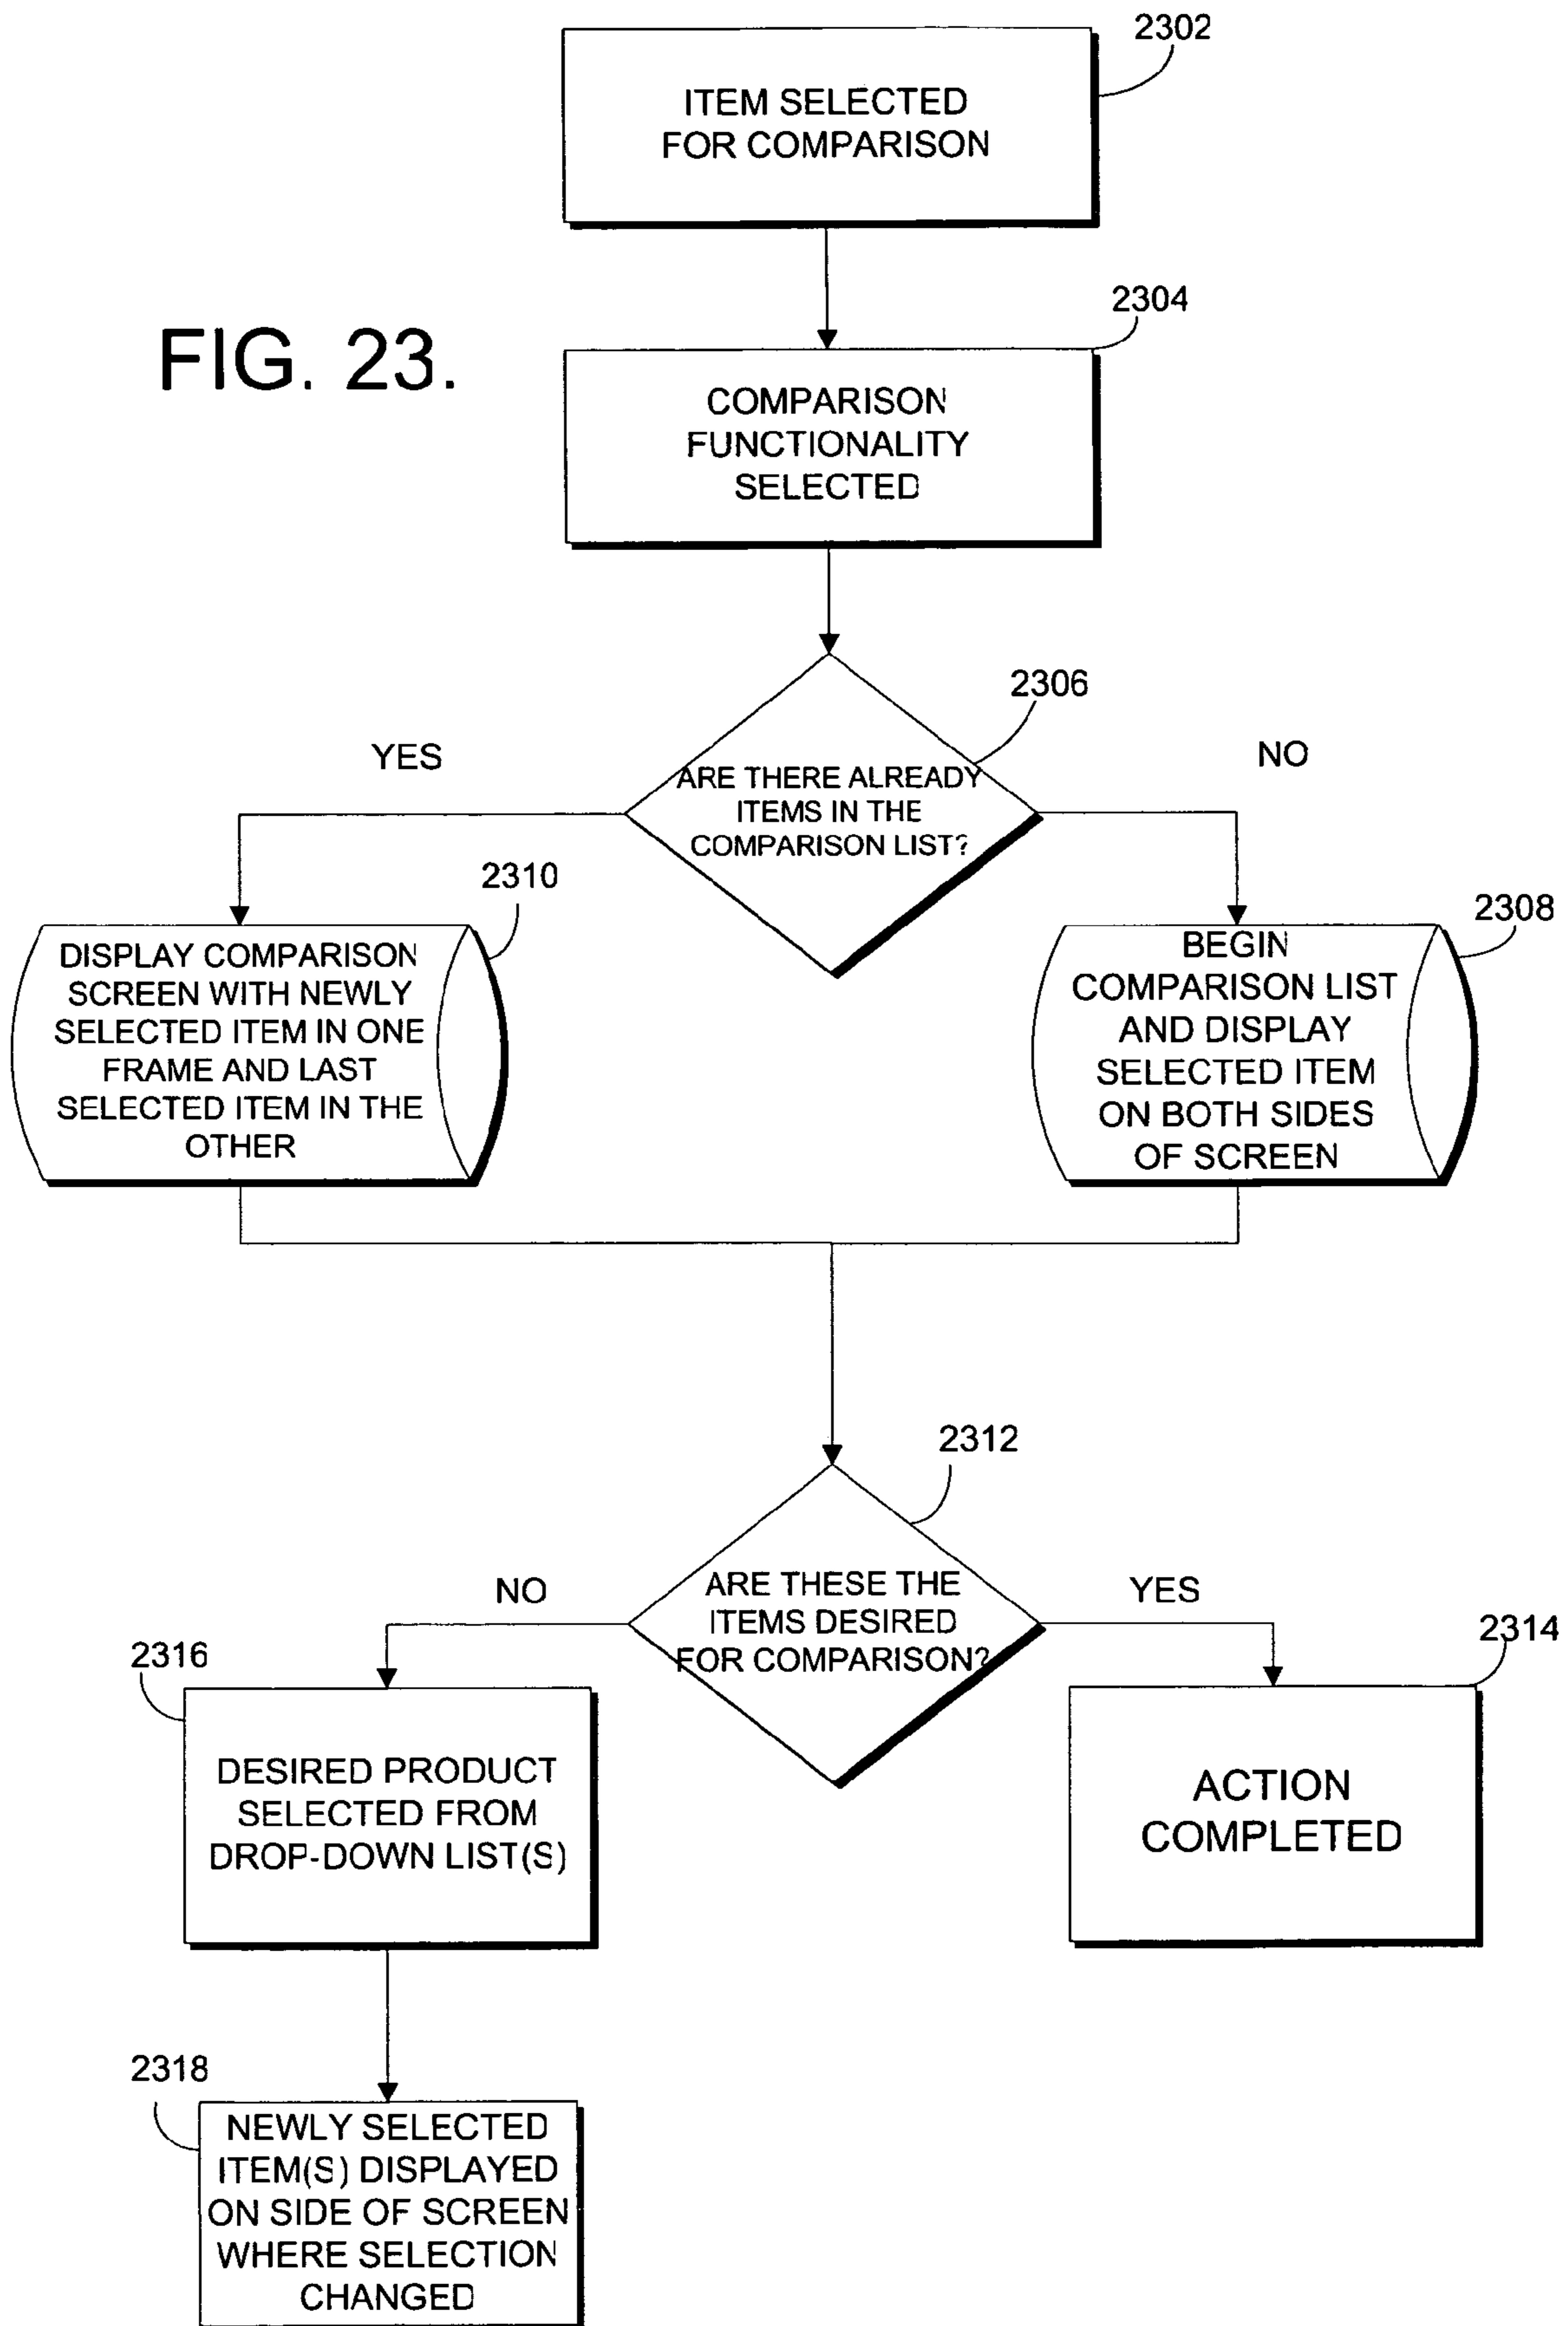 2302
ITEM SELECTED
FOR COMPARISON
2304
FIG. 23.
COMPARISON
FUNCTIONALITY
SELECTED
2306
YES
NO
ARE THERE ALREADY
ITEMS IN THE
COMPARISON LIST?
2310
2308
DISPLAY COMPARISON
SCREEN WITH NEWLY
SELECTED ITEM IN ONE
FRAME AND LAST
SELECTED ITEM IN THE
OTHER
BEGIN
COMPARISON LIST
AND DISPLAY
SELECTED ITEM
ON BOTH SIDES
OF SCREEN
2312
NO
YES
ARE THESE THE
ITEMS DESIRED
FOR COMPARISON?
2316
2314
DESIRED PRODUCT
SELECTED FROM
DROP-DOWN LIST(S)
ACTION
COMPLETED
2318
NEWLY SELECTED
ITEM(S) DISPLAYED
ON SIDE OF SCREEN
WHERE SELECTION
CHANGED